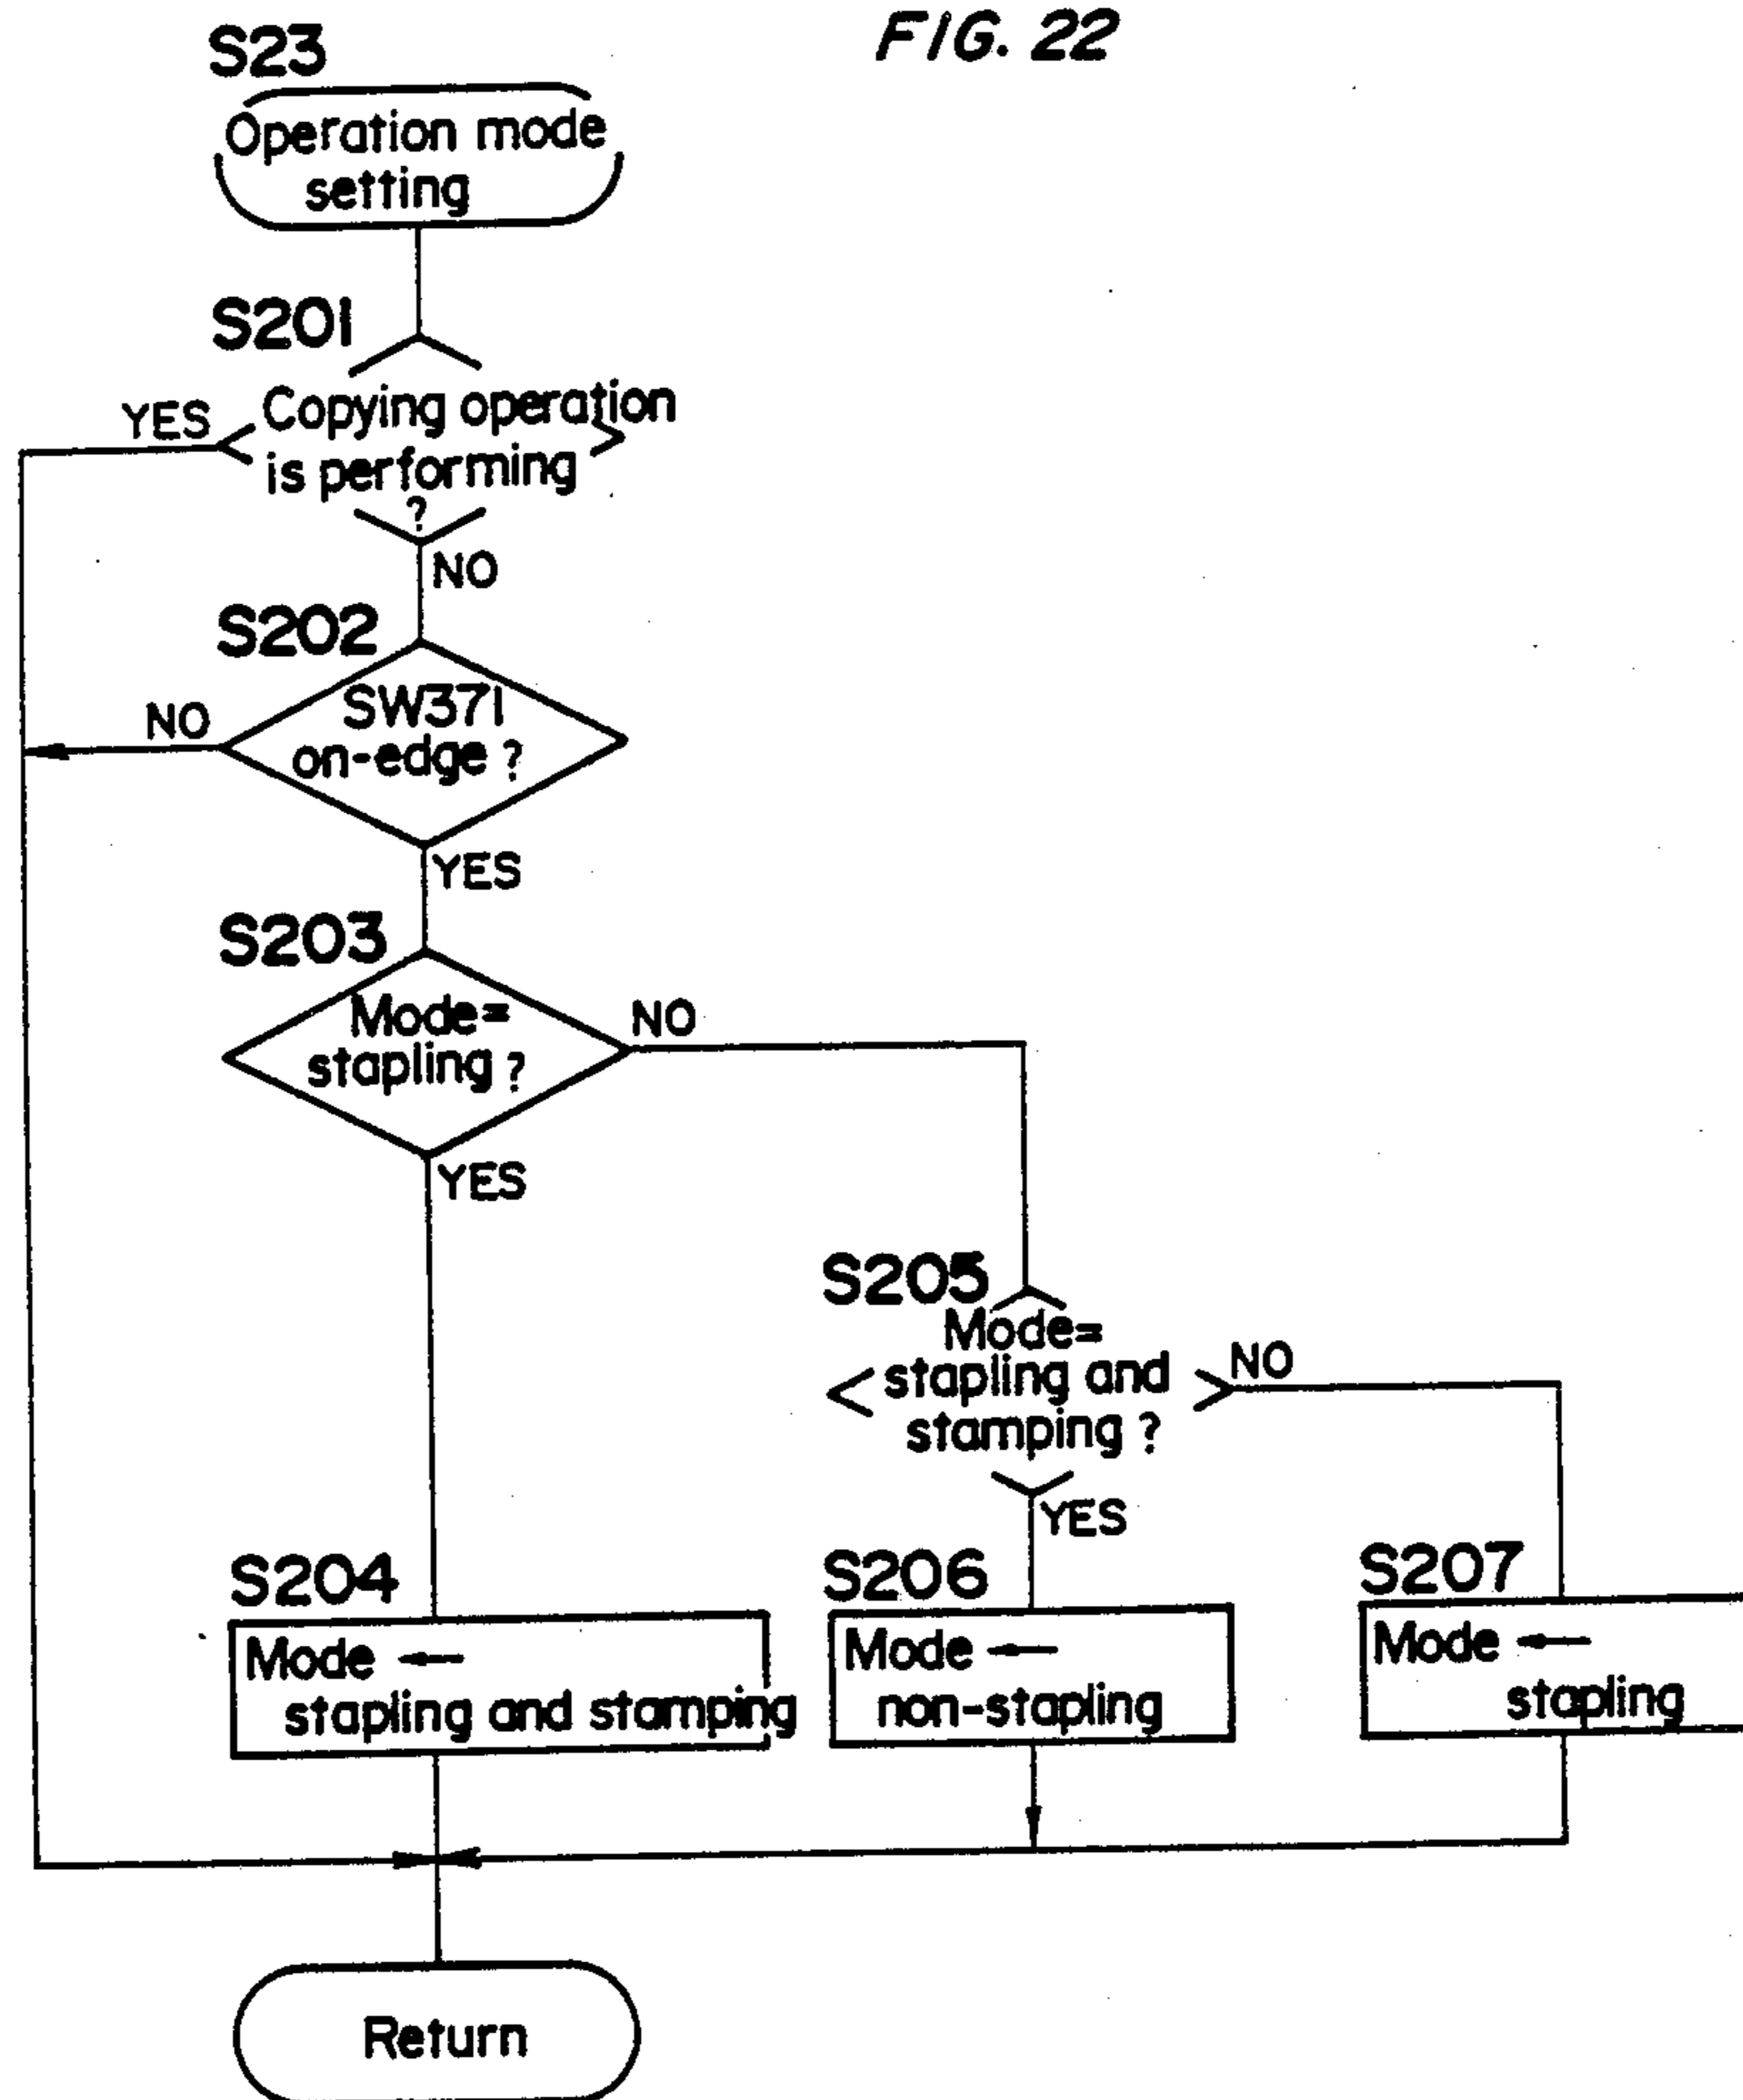 FIG. 22
S23
Operation mode
setting
S201
Copying operation
is performing
?
YES
NO
S202
SW371
on-edge ?
NO
YES
S203
Mode=
stapling ?
NO
YES
S205
Mode=
stapling and
stamping ?
NO
YES
S204
Mode ←
stapling and stamping
S206
Mode ←
non-stapling
S207
Mode ←
stapling
Return